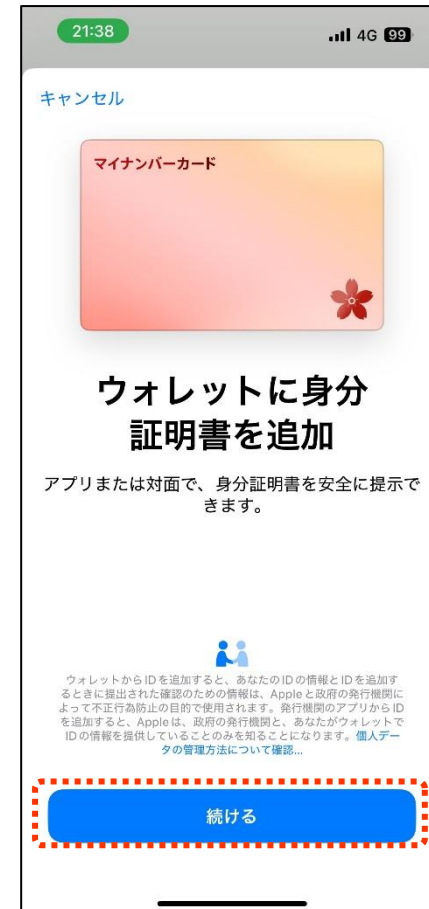 21:38
4G 99
キャンセル
マイナンバーカード
ウォレットに身分
証明書を追加
アプリまたは対面で、身分証明書を安全に提示で
きます。
ウォレットからIDを追加すると、あなたのIDの情報とIDを追加す
るときに提出された確認のための情報は、Appleと政府の発行機関に
よって不正行為防止の目的で使用されます。発行機関のアプリからID
を追加すると、Appleは、政府の発行機関と、あなたがウォレットで
IDの情報を提供していることのみを知ることになります。個人デー
タの管理方法について確認...
続ける